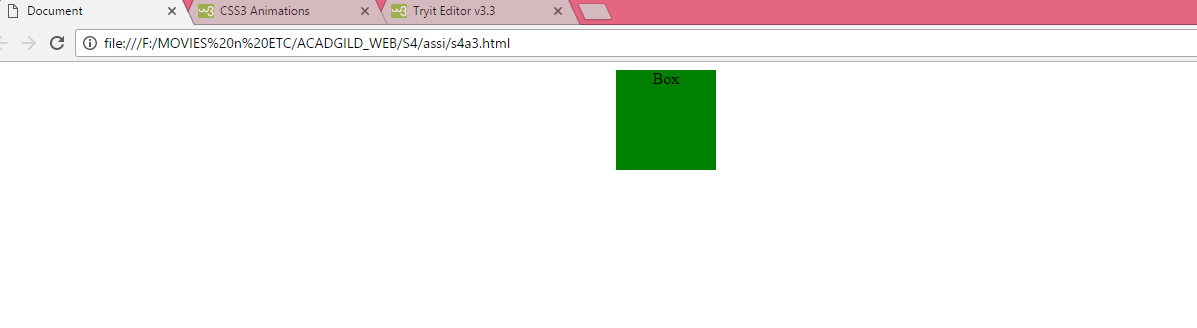 Document
CSS3 Animations
Tryit Editor v3.3
file:///F:/MOVIES%20n%20ETC/ACADGILD_WEB/S4/assi/s4a3.html
Box